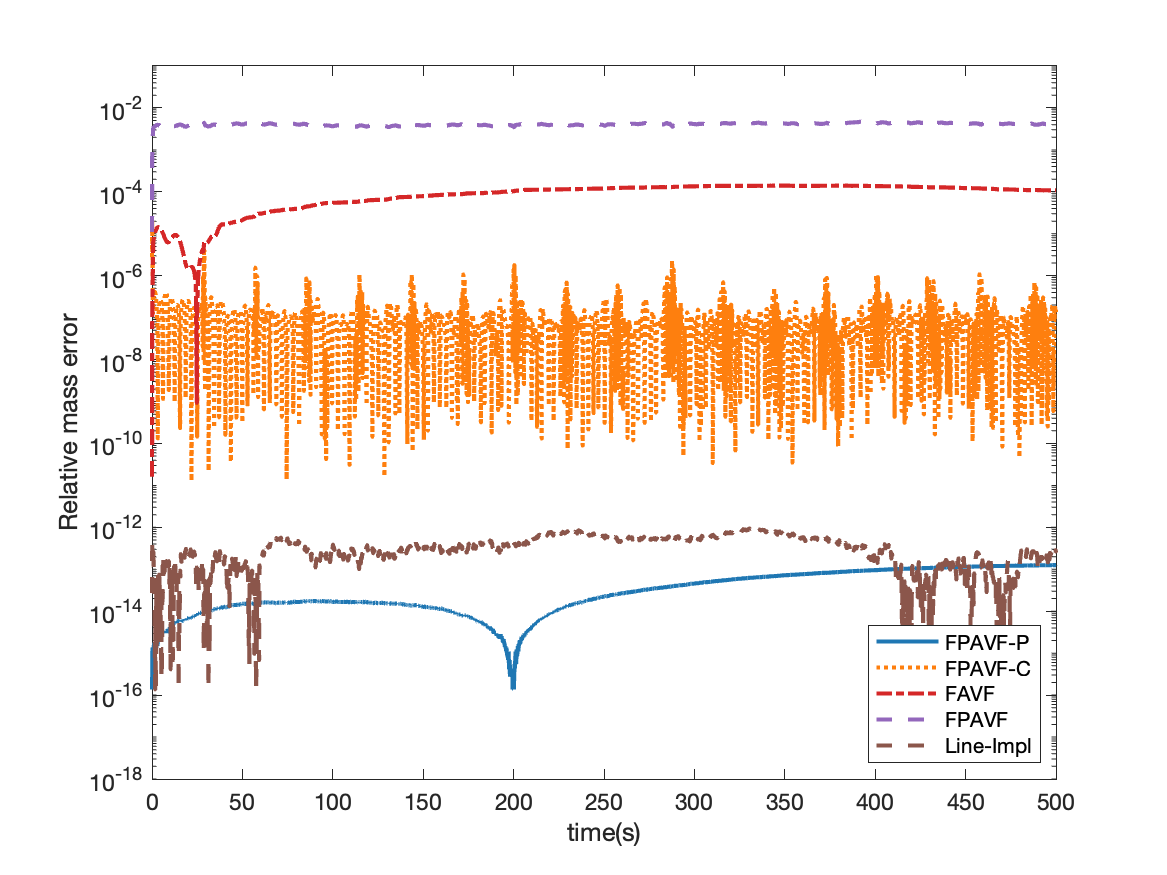 Relative mass error
10^-2
10^-4
10^-6
10^-8
10^-10
10^-12
10^-14
10^-16
10^-18
0 50 100 150 200 250 300 350 400 450 500
time(s)
FPAVF-P
FPAVF-C
FAVF
FPAVF
Line-Impl